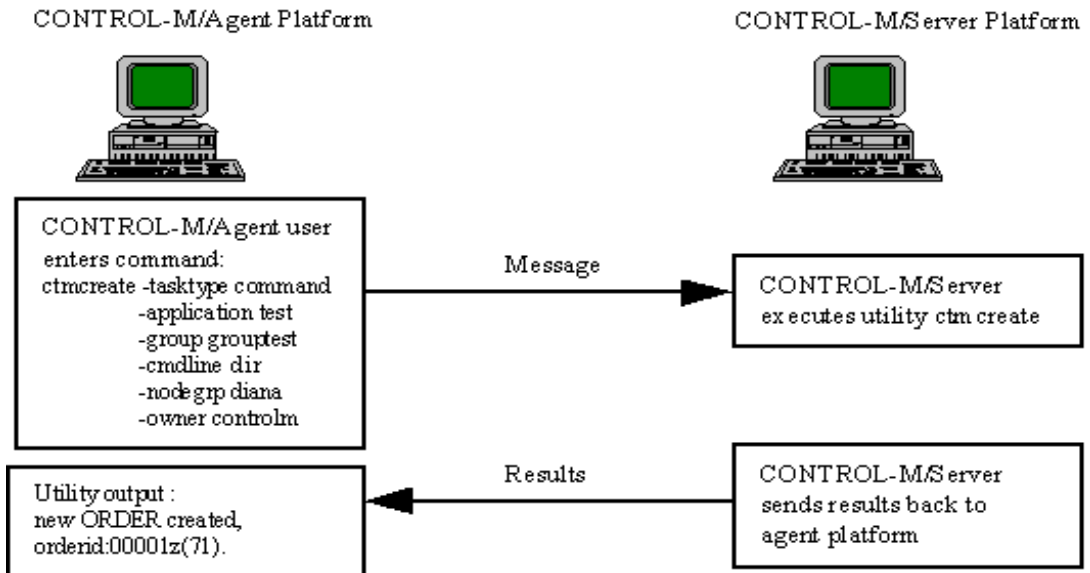 CONTROL-M/Agent Platform
CONTROL-M/Server Platform
CONTROL-M/Agent user
enters command:
ctmcreate -tasktype command
-application test
-group grouptest
-cmdline dir
-nodegrp diana
-owner controlm
Message
CONTROL-M/Server
executes utility ctmcreate
Results
CONTROL-M/Server
sends results back to
agent platform
Utility output :
new ORDER created,
orderid:00001z(71).